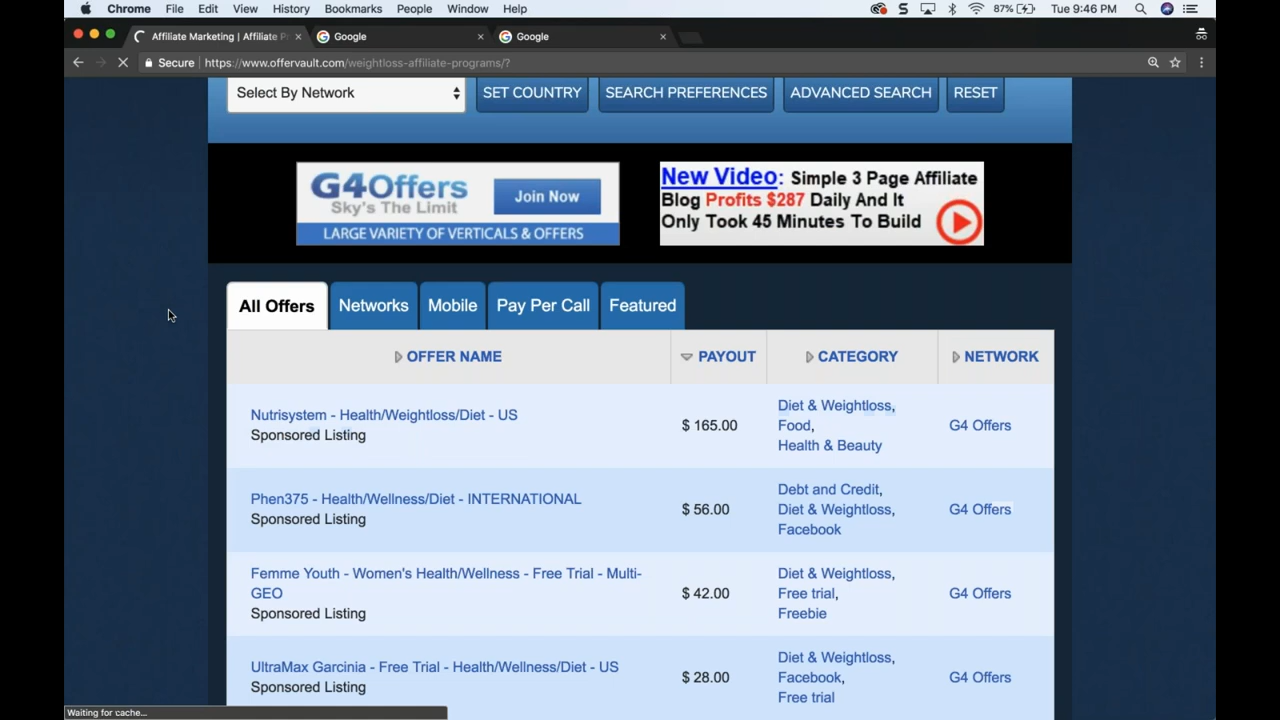 Chrome File Edit View History Bookmarks People Window Help 87% Tue 9:46 PM
Affiliate Marketing | Affiliate Pr Google Google
Secure https://www.offervault.com/weightloss-affiliate-programs/?
Select By Network SET COUNTRY SEARCH PREFERENCES ADVANCED SEARCH RESET
G4Offers
Sky's The Limit
Join Now
LARGE VARIETY OF VERTICALS & OFFERS
New Video: Simple 3 Page Affiliate
Blog Profits $287 Daily And It
Only Took 45 Minutes To Build
All Offers Networks Mobile Pay Per Call Featured
OFFER NAME PAYOUT CATEGORY NETWORK
Nutrisystem - Health/Weightloss/Diet - US
Sponsored Listing
$ 165.00
Diet & Weightloss,
Food,
Health & Beauty
G4 Offers
Phen375 - Health/Wellness/Diet - INTERNATIONAL
Sponsored Listing
$ 56.00
Debt and Credit,
Diet & Weightloss,
Facebook
G4 Offers
Femme Youth - Women's Health/Wellness - Free Trial - Multi-
GEO
Sponsored Listing
$ 42.00
Diet & Weightloss,
Free trial,
Freebie
G4 Offers
UltraMax Garcinia - Free Trial - Health/Wellness/Diet - US
Sponsored Listing
$ 28.00
Diet & Weightloss,
Facebook,
Free trial
G4 Offers
Waiting for cache...